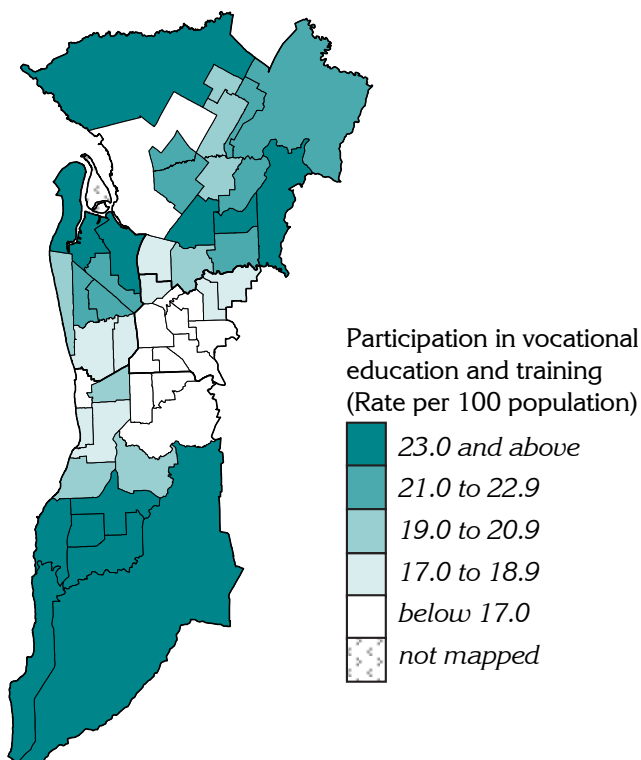 Participation in vocational
education and training
(Rate per 100 population)
23.0 and above
21.0 to 22.9
19.0 to 20.9
17.0 to 18.9
below 17.0
not mapped